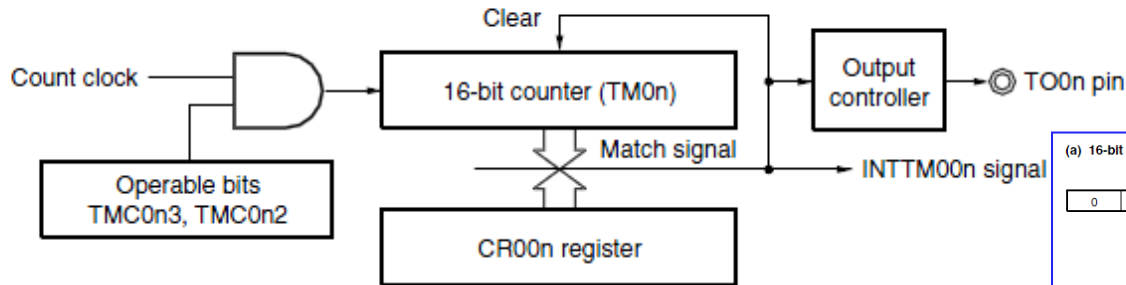 Clear
Count clock
16-bit counter (TM0n)
Output
controller
TO0n pin
Match signal
INTTM00n signal
Operable bits
TMC0n3, TMC0n2
CR00n register
(a) 16-bit
0